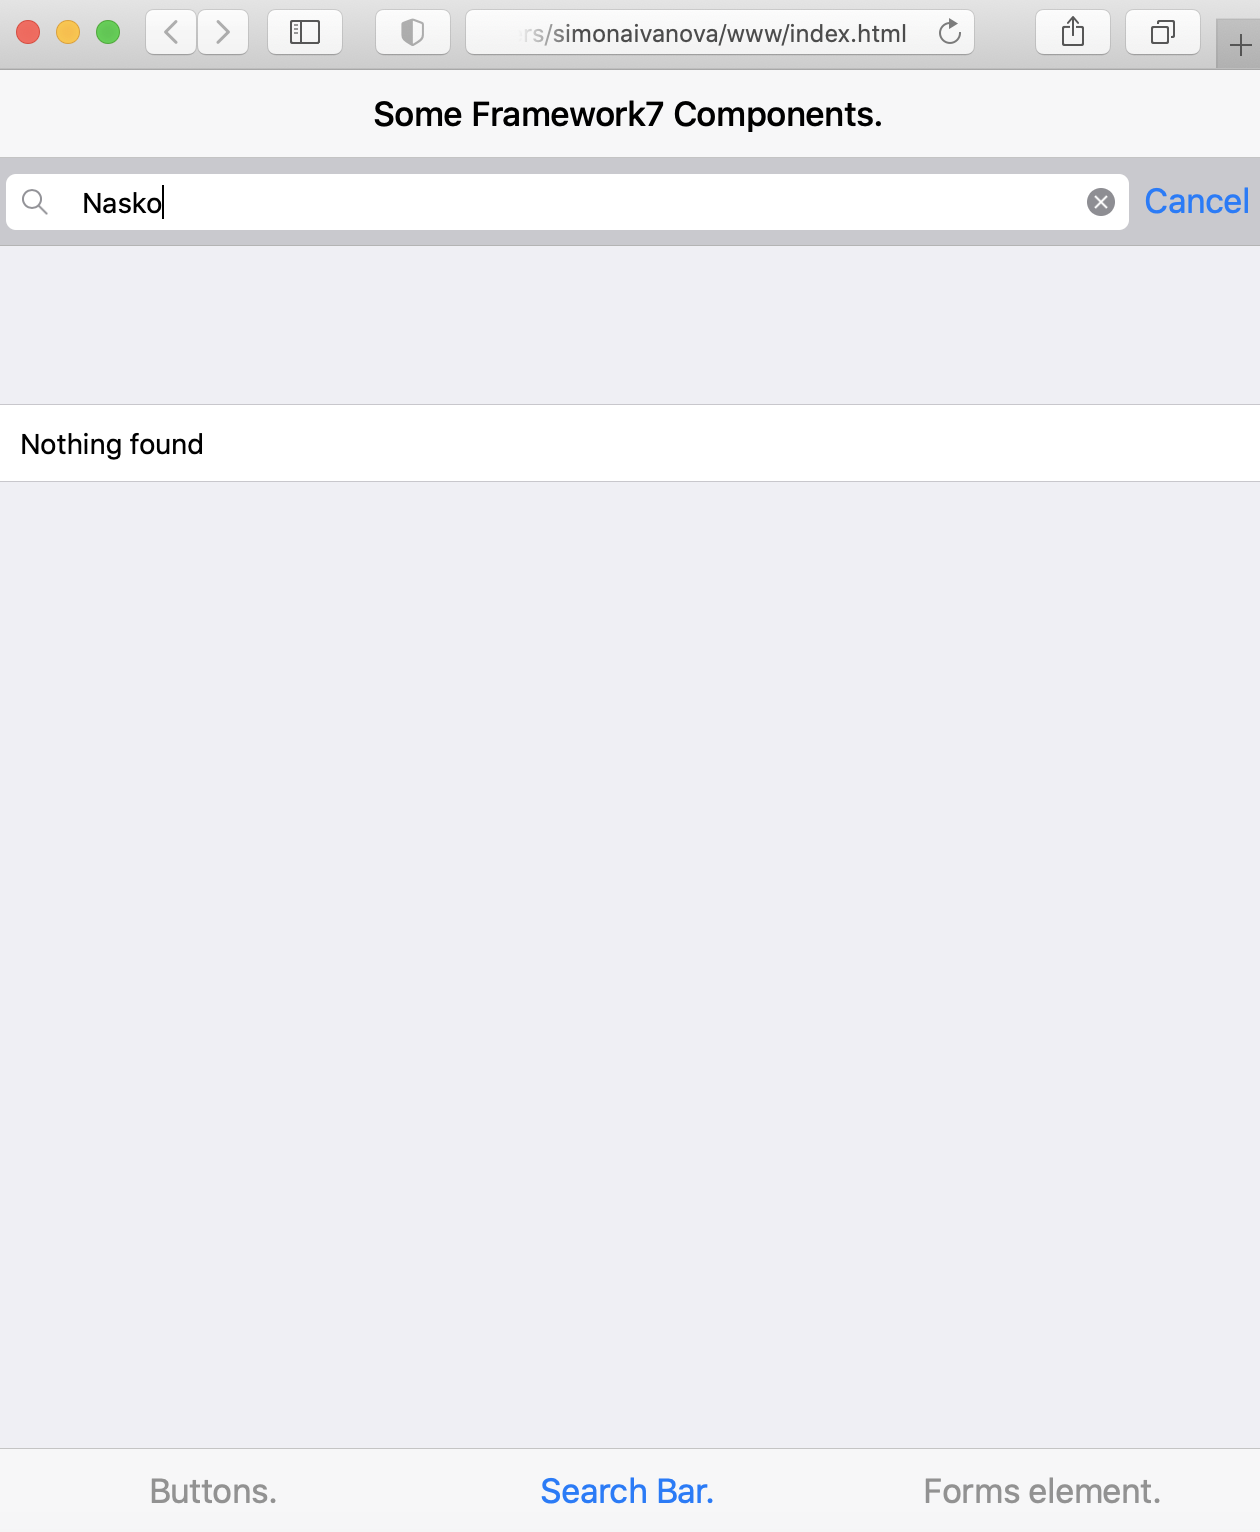 rs/simonaivanova/www/index.html
Some Framework7 Components.
Nasko
Cancel
Nothing found
Buttons.
Search Bar.
Forms element.